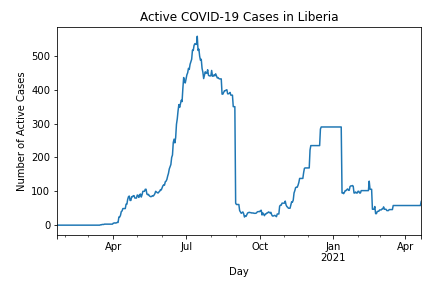 Active COVID-19 Cases in Liberia
Number of Active Cases
500
400
300
200
100
0
Apr
Jul
Oct
Jan
2021
Apr
Day